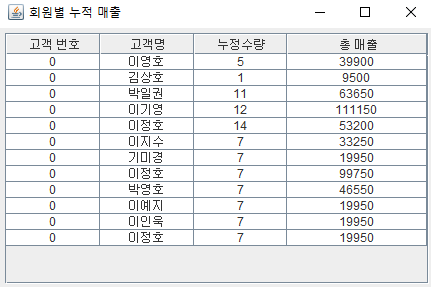 회원별 누적 매출
고객 번호 고객명 누정수량 총 매출
0 이영호 5 39900
0 김상호 1 9500
0 박일권 11 63650
0 이기영 12 111150
0 이정호 14 53200
0 이지수 7 33250
0 기미경 7 19950
0 이정호 7 99750
0 박영호 7 46550
0 이예지 7 19950
0 이인욱 7 19950
0 이정호 7 19950